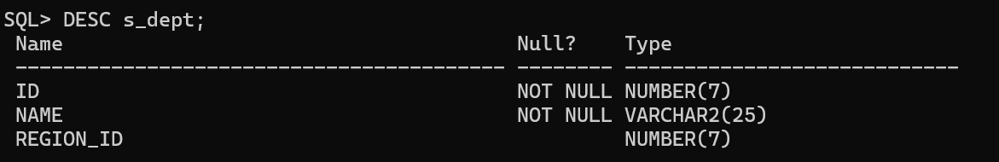 SQL> DESC s_dept;
Name Null? Type
----------------------------------------- -------- ----------------------------
ID NOT NULL NUMBER(7)
NAME NOT NULL VARCHAR2(25)
REGION_ID NUMBER(7)